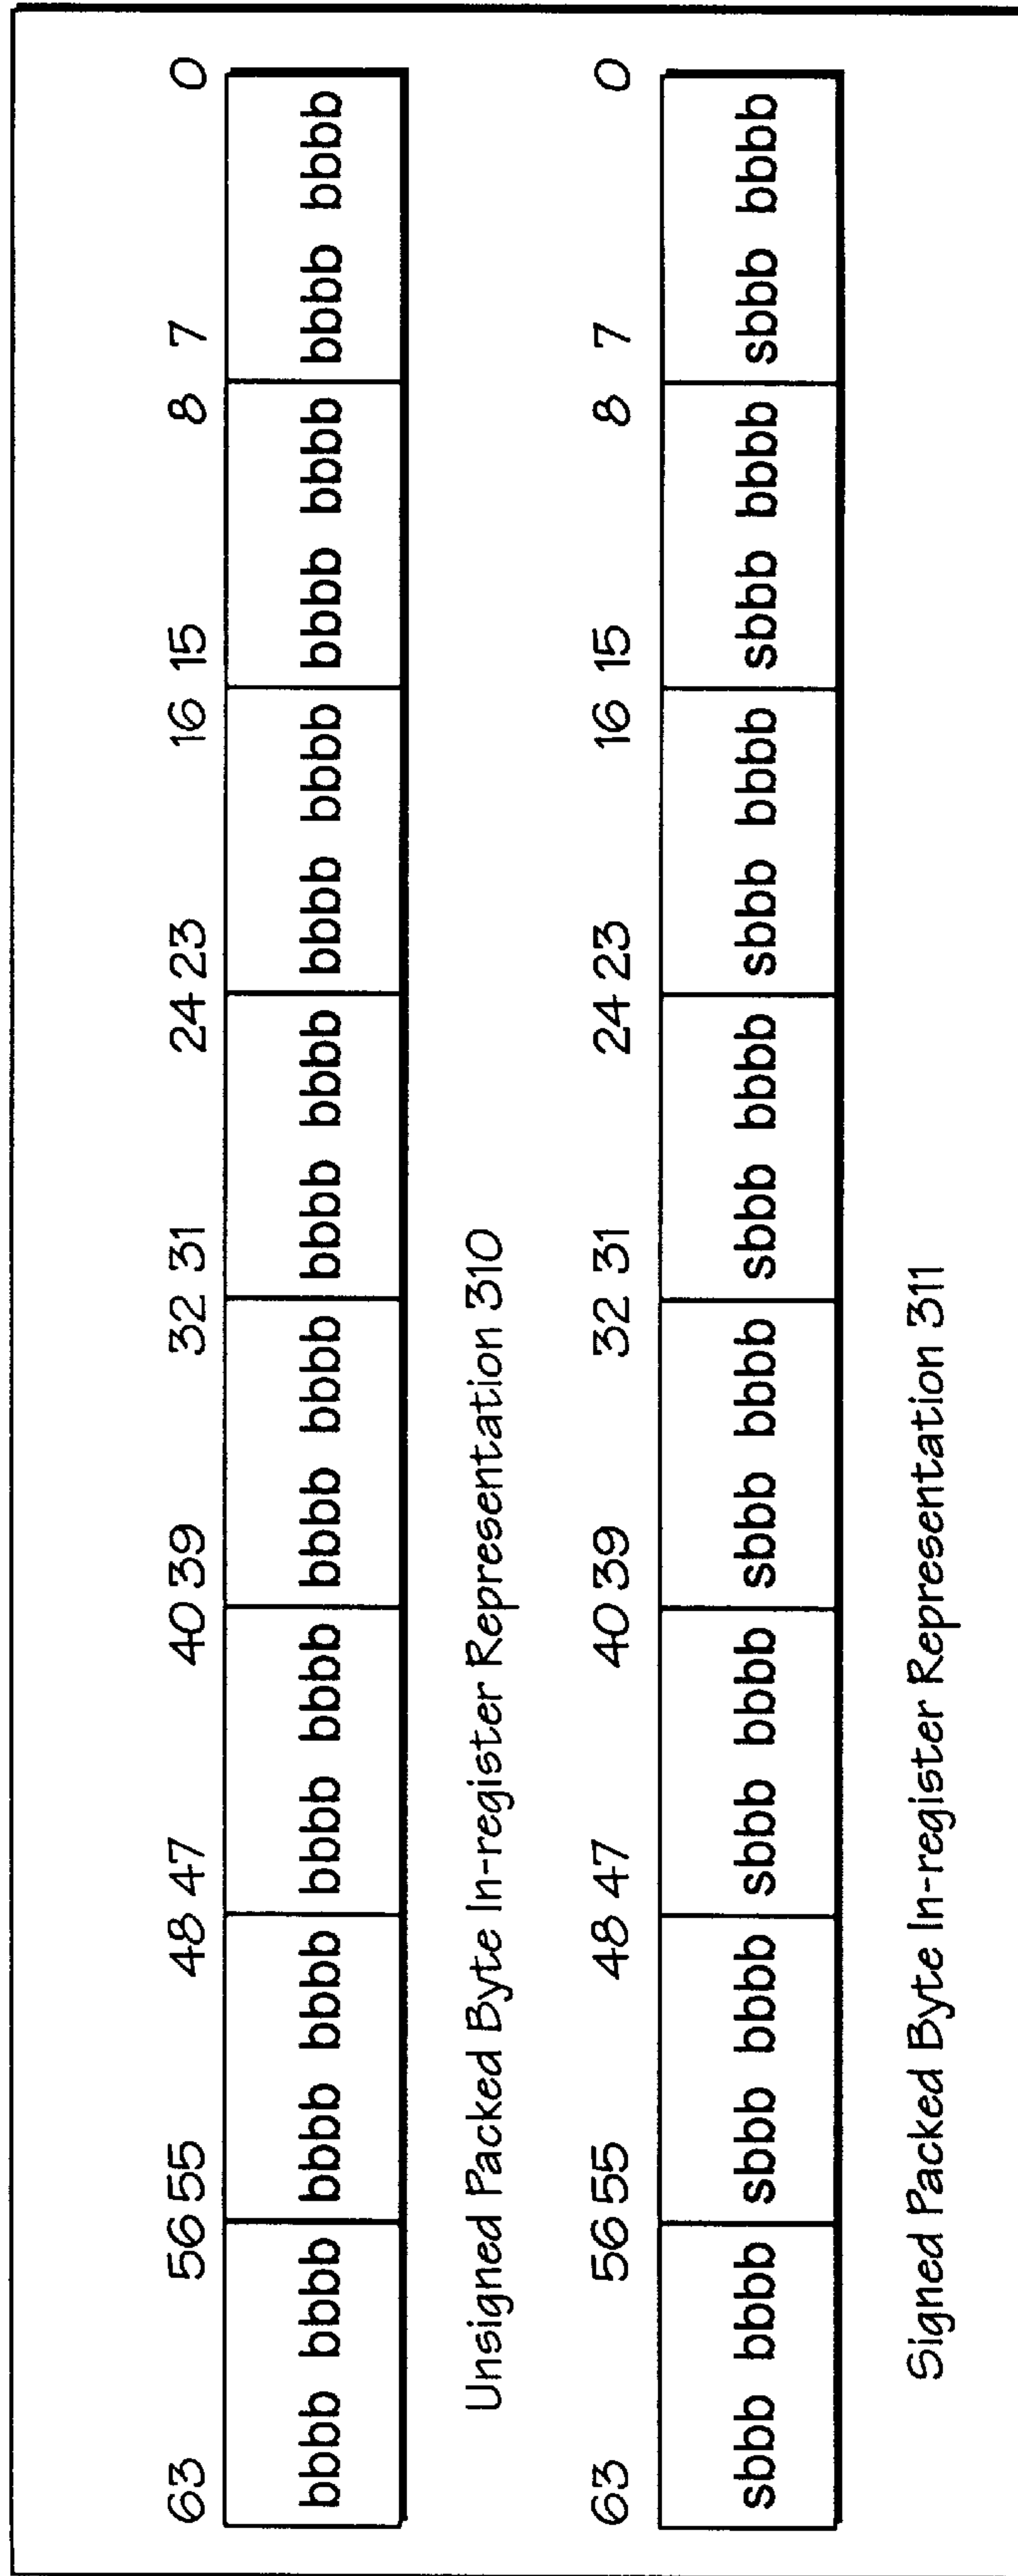 63 56 55 48 47 40 39 32 31 24 23 16 15 8 7 0
bbbb bbbb bbbb bbbb bbbb bbbb bbbb bbbb bbbb bbbb bbbb bbbb bbbb bbbb bbbb bbbb
Unsigned Packed Byte In-register Representation 310
63 56 55 48 47 40 39 32 31 24 23 16 15 8 7 0
sbbb bbbb sbbb bbbb sbbb bbbb sbbb bbbb sbbb bbbb sbbb bbbb sbbb bbbb sbbb bbbb
Signed Packed Byte In-register Representation 311